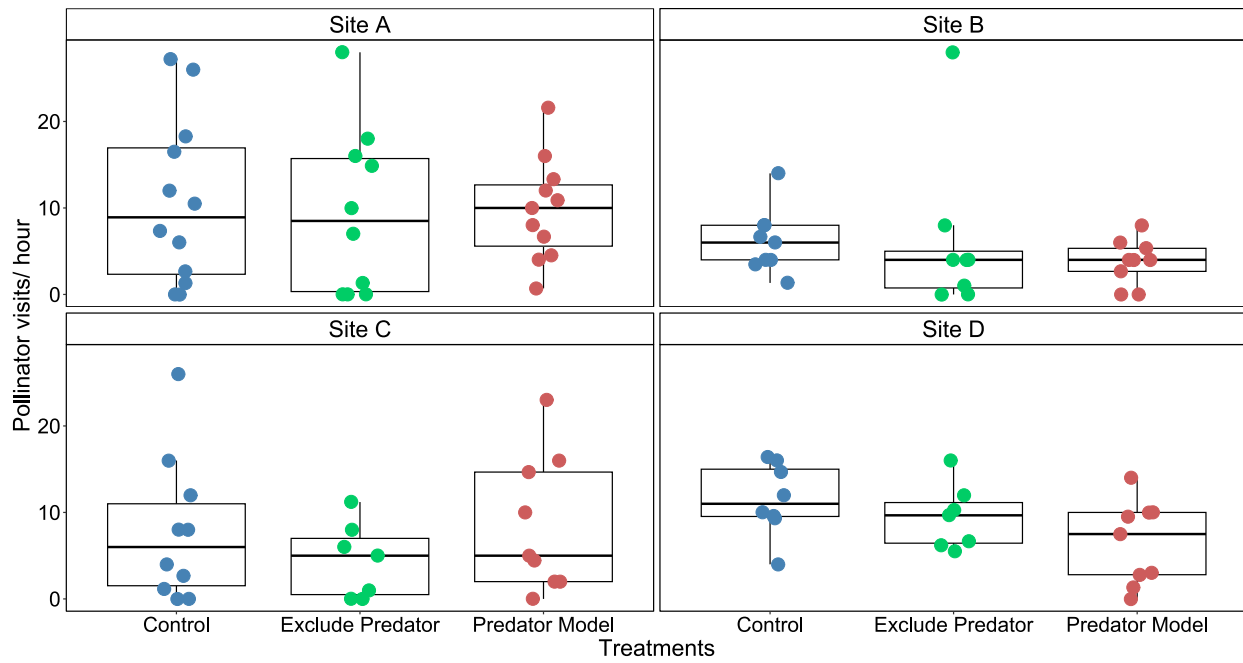 Site A
Site B
20
10
0
Site C
Site D
20
10
0
Pollinator visits/ hour
Control
Exclude Predator
Predator Model
Control
Exclude Predator
Predator Model
Treatments